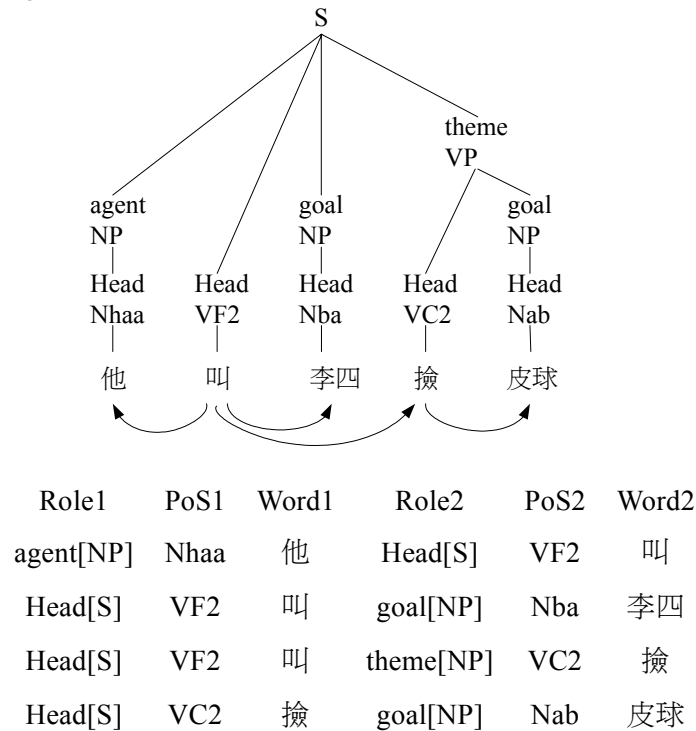 S
theme
VP
agent goal goal
NP NP NP
Head Head Head Head Head
Nhaa VF2 Nba VC2 Nab
他 叫 李四 撿 皮球
Role1 PoS1 Word1 Role2 PoS2 Word2
agent[NP] Nhaa 他 Head[S] VF2 叫
Head[S] VF2 叫 goal[NP] Nba 李四
Head[S] VF2 叫 theme[NP] VC2 撿
Head[S] VC2 撿 goal[NP] Nab 皮球